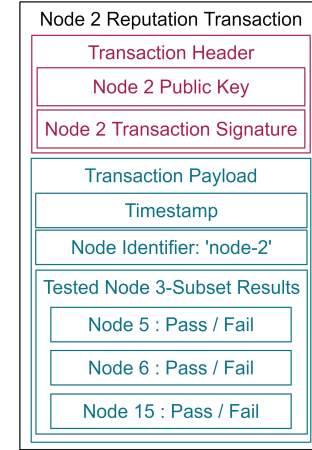 Node 2 Reputation Transaction
Transaction Header
Node 2 Public Key
Node 2 Transaction Signature
Transaction Payload
Timestamp
Node Identifier: 'node-2'
Tested Node 3-Subset Results
Node 5 : Pass / Fail
Node 6 : Pass / Fail
Node 15 : Pass / Fail